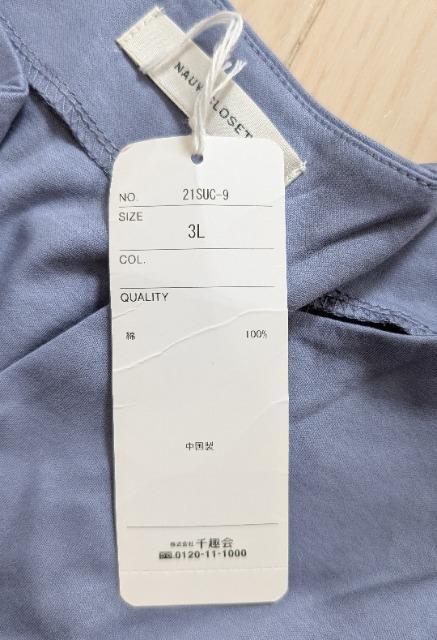 CLOSET
NO. 21SUC-9
SIZE
3L
COL.
QUALITY
綿 100%
中国製
株式会社 千趣会
0120-11-1000